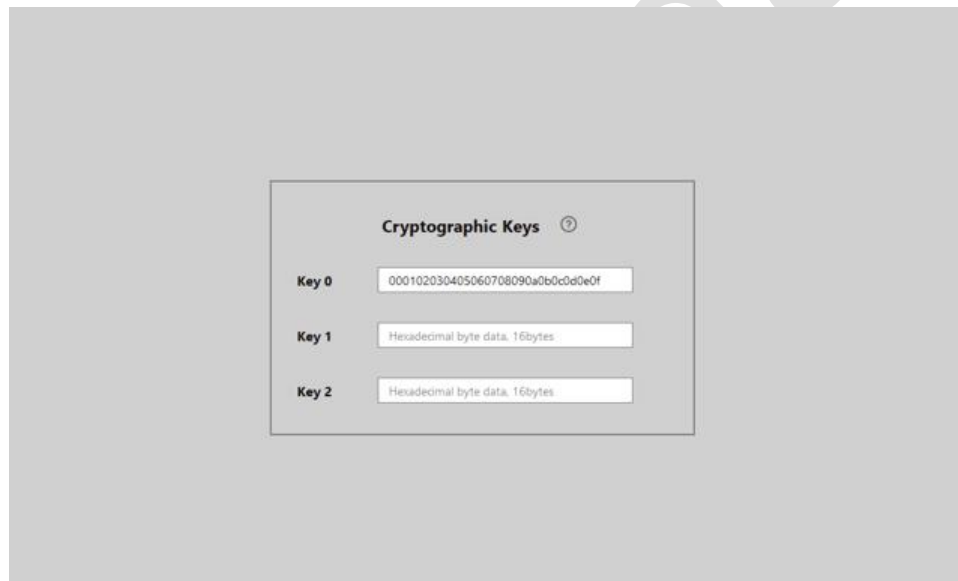 Cryptographic Keys ?
Key 0 000102030405060708090a0b0c0d0e0f
Key 1 Hexadecimal byte data, 16bytes
Key 2 Hexadecimal byte data, 16bytes